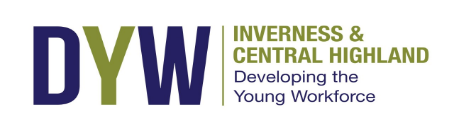 DYW
INVERNESS &
CENTRAL HIGHLAND
Developing the
Young Workforce